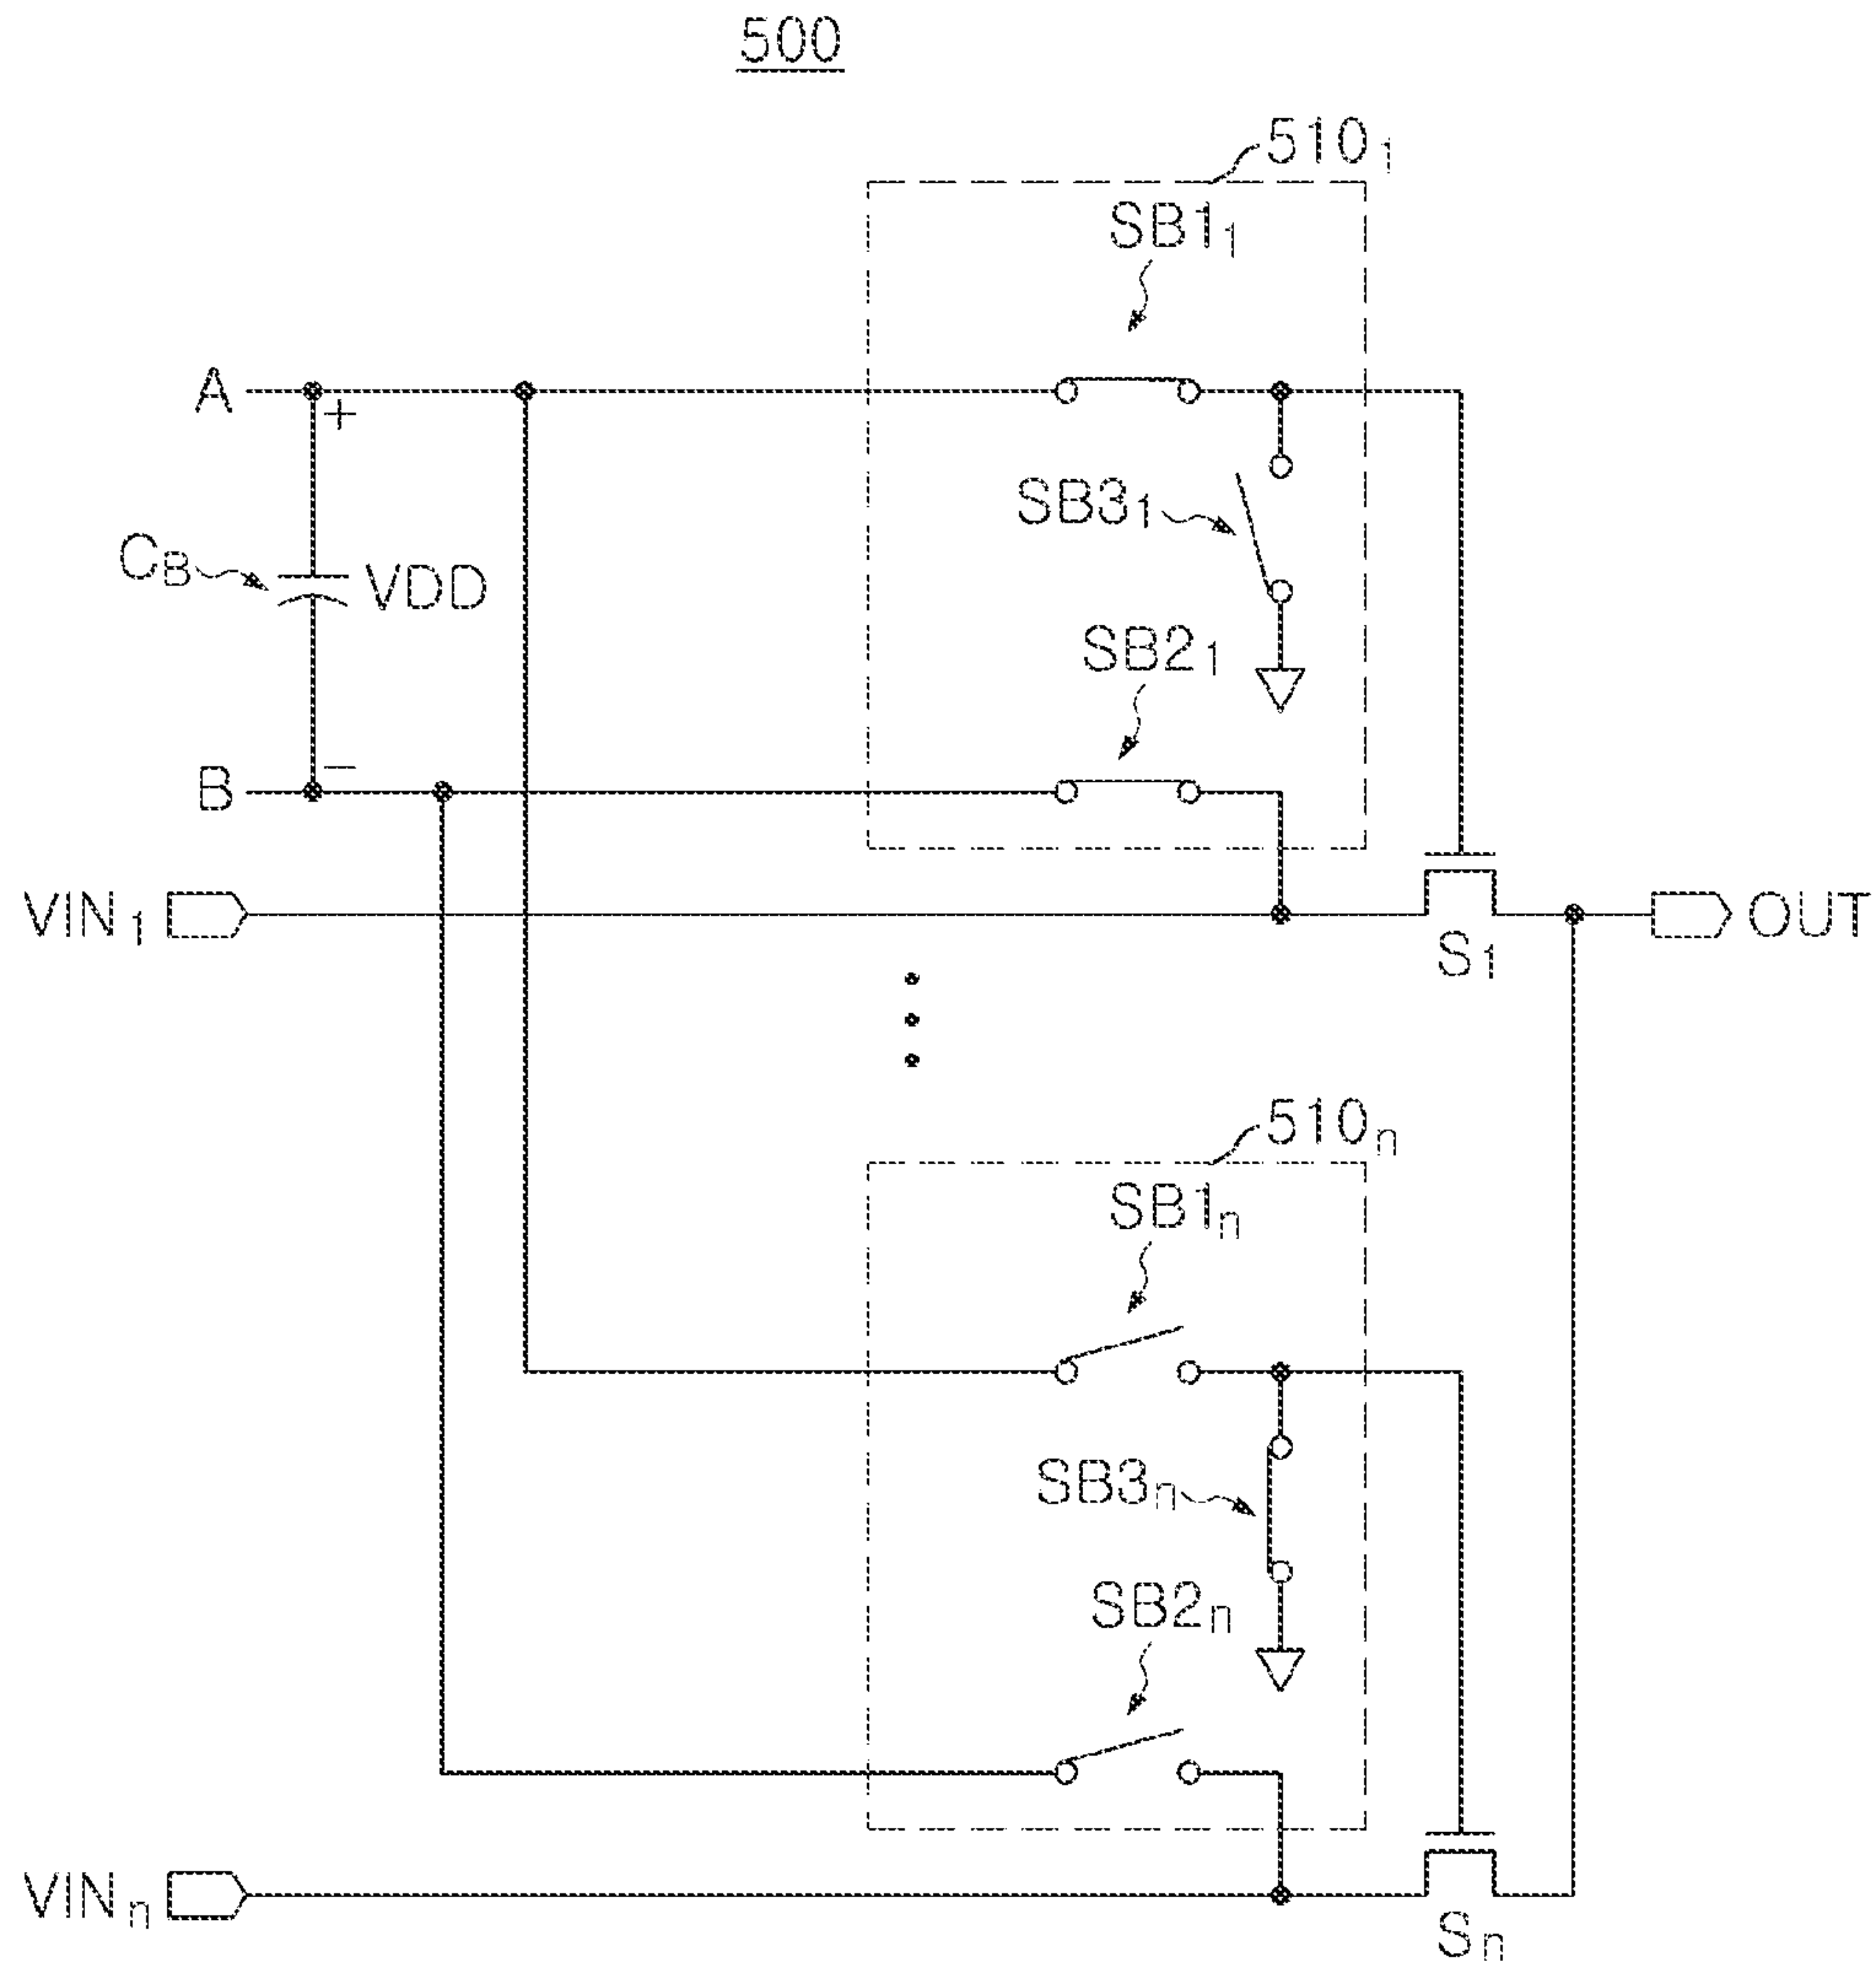 500
510₁
SB1₁
A
+
SB3₁
C_B
VDD
SB2₁
B
−
VIN₁
OUT
S₁
510ₙ
SB1ₙ
SB3ₙ
SB2ₙ
VINₙ
Sₙ